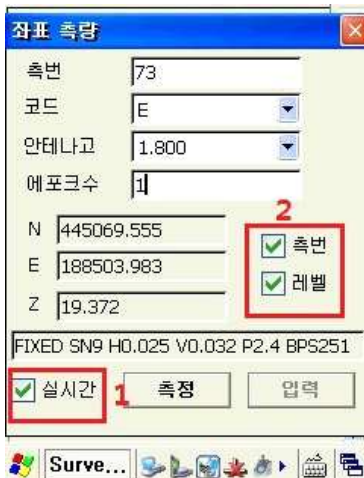 좌표 측량
측번 73
코드 E
안테나고 1.800
에포크수 1
2
N 445069.555
측번
E 188503.983
레벨
Z 19.372
FIXED SN9 H0.025 V0.032 P2.4 BPS251
실시간 1 측정 입력
Surve...